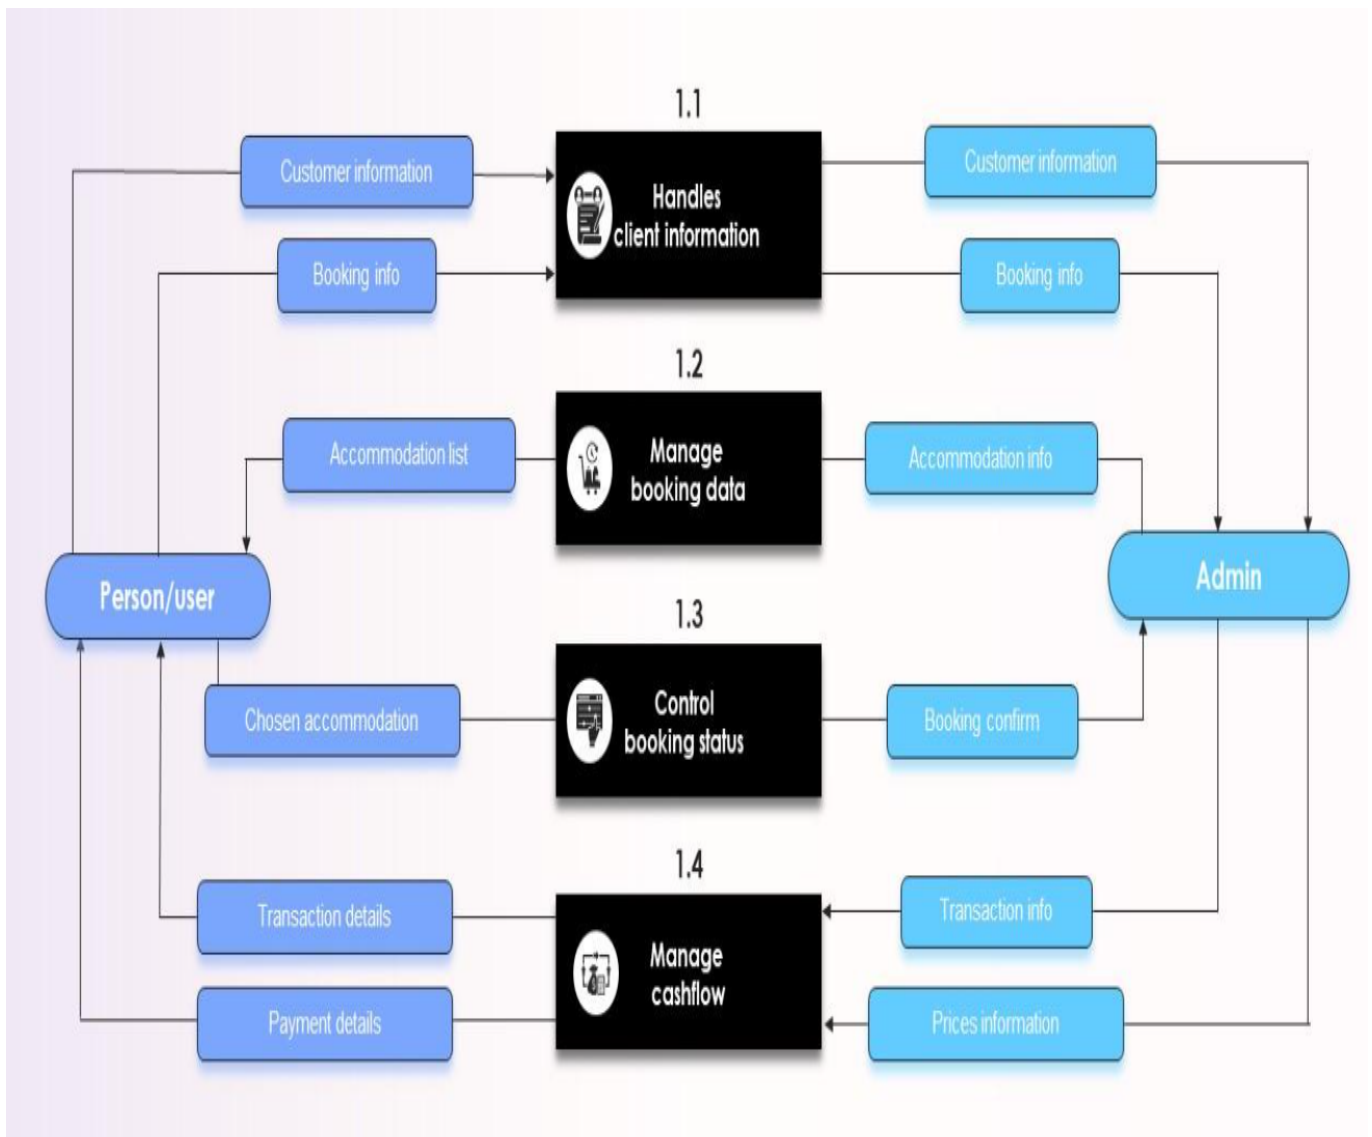 1.1
Customer information
Handles
client information
Customer information
Booking info
Booking info
1.2
Accommodation list
Manage
booking data
Accommodation info
Person/user
Admin
1.3
Chosen accommodation
Control
booking status
Booking confirm
1.4
Transaction details
Transaction info
Manage
cashflow
Payment details
Prices information